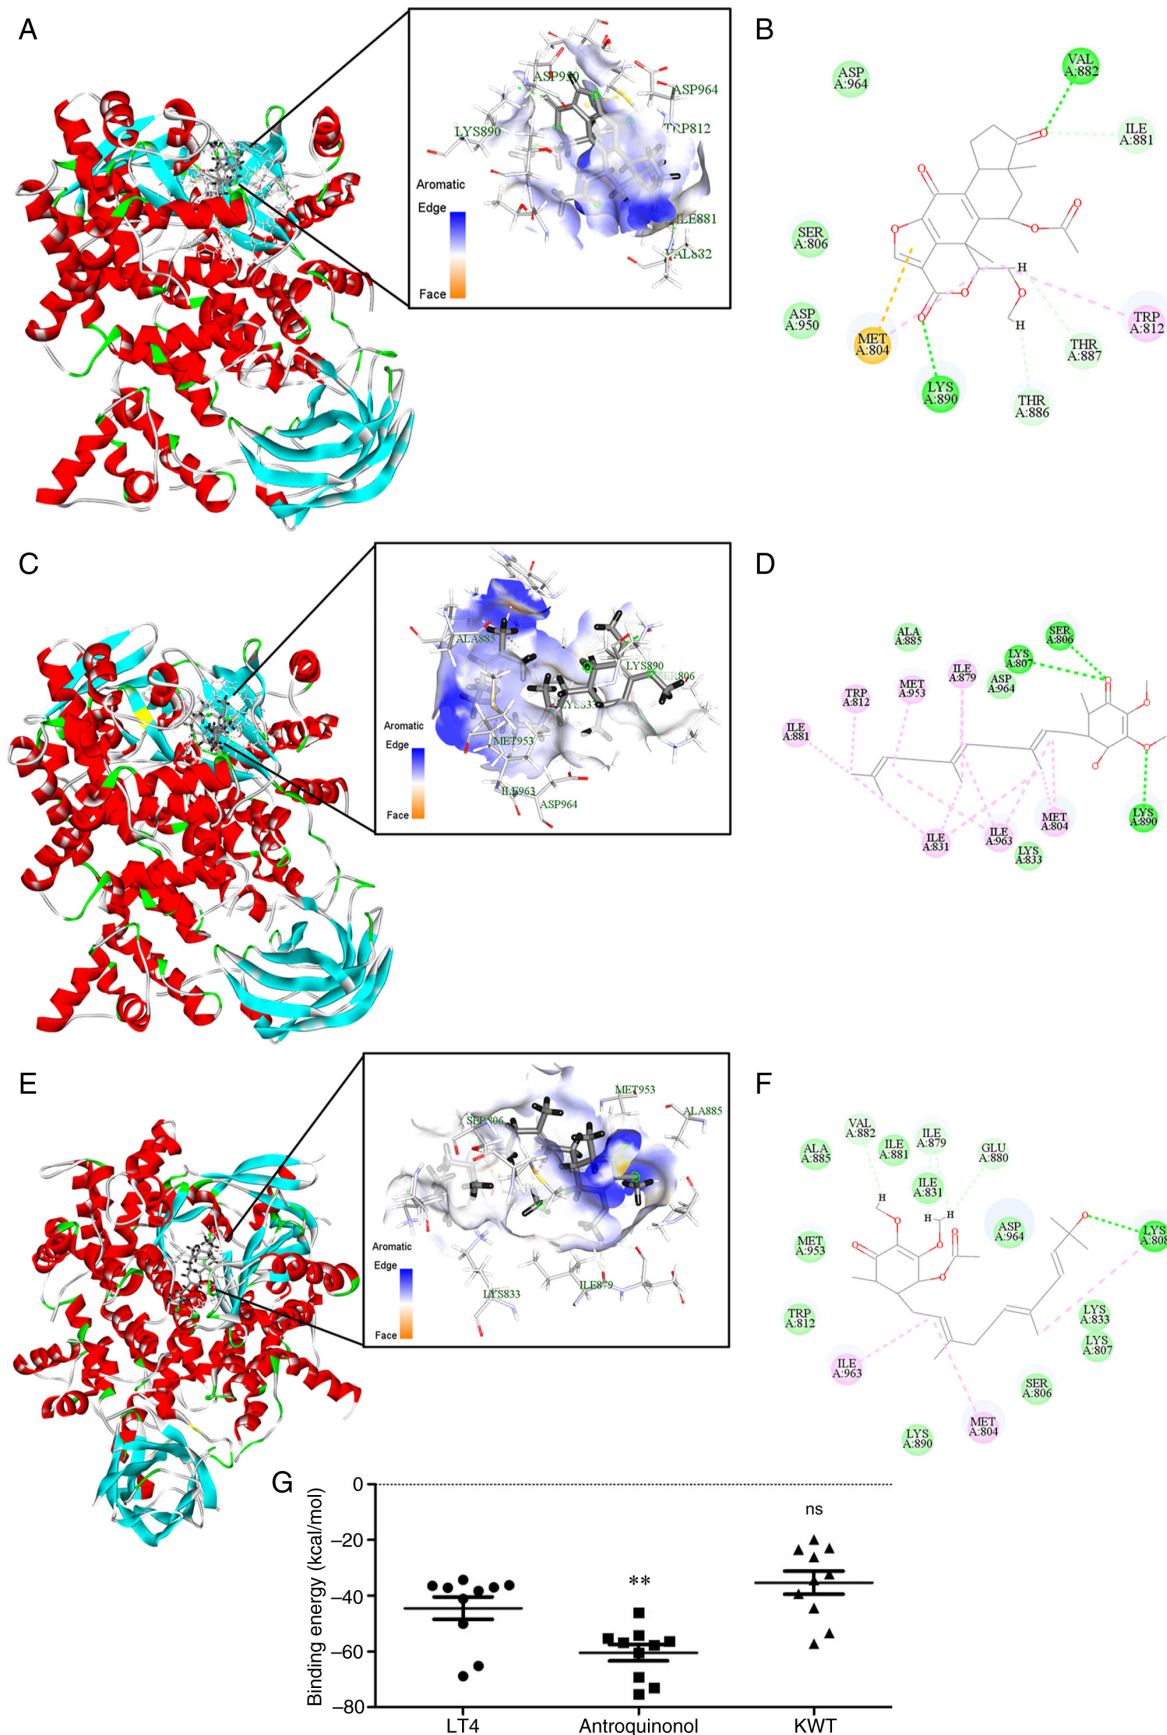 A
ASP950
ASP964
LYS890
TRP812
ILE881
Aromatic
Edge
Face
B
VAL
A:882
ASP
A:964
ILE
A:881
O
O
O
O
O
SER
A:806
H
O
O
O
H
ASP
A:950
MET
A:804
TRP
A:812
THR
A:887
LYS
A:890
THR
A:886
C
ALA885
LYS890
MET953
ILE963
ASP964
Aromatic
Edge
Face
D
ALA
A:885
SER
A:806
LYS
A:807
ILE
A:879
ASP
A:964
MET
A:953
TRP
A:812
ILE
A:881
O
O
O
O
LYS
A:890
MET
A:804
ILE
A:963
ILE
A:831
LYS
A:833
E
MET953
ALA885
SER806
LYS833
ILE879
Aromatic
Edge
Face
F
VAL
A:882
ILE
A:881
ILE
A:879
GLU
A:880
ALA
A:885
ILE
A:831
H
H
H
O
O
O
O
O
O
ASP
A:964
LYS
A:808
MET
A:953
TRP
A:812
LYS
A:833
LYS
A:807
ILE
A:963
SER
A:806
MET
A:804
LYS
A:890
G
Binding energy (kcal/mol)
0
−20
−40
−60
−80
**
ns
LT4
Antroquinonol
KWT